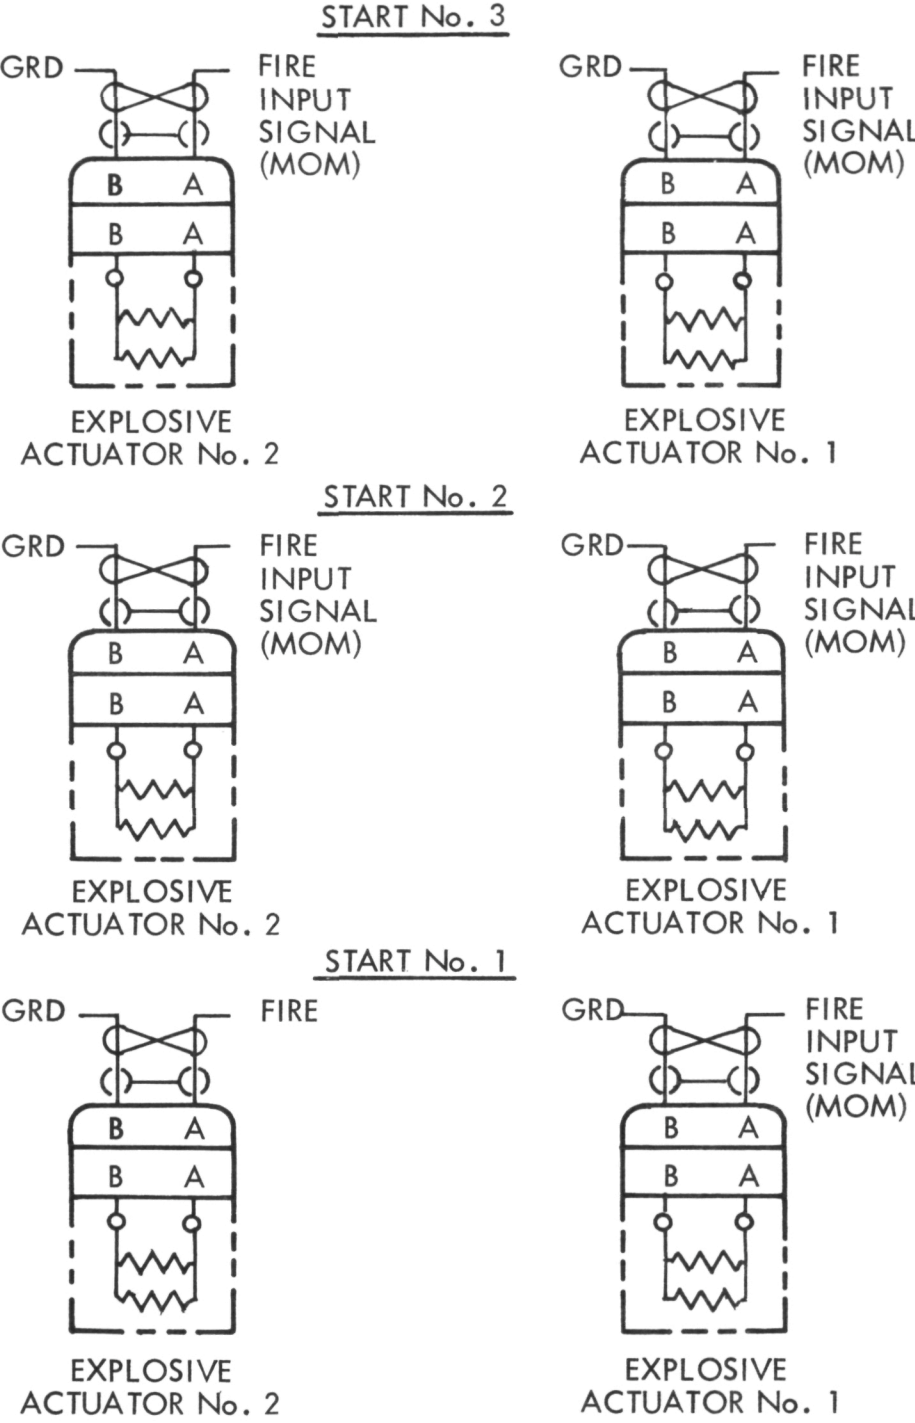 START No. 3
GRD
FIRE
INPUT
SIGNAL
(MOM)
B A
B A
EXPLOSIVE
ACTUATOR No. 2
GRD
FIRE
INPUT
SIGNAL
(MOM)
B A
B A
EXPLOSIVE
ACTUATOR No. 1
START No. 2
GRD
FIRE
INPUT
SIGNAL
(MOM)
B A
B A
EXPLOSIVE
ACTUATOR No. 2
GRD
FIRE
INPUT
SIGNAL
(MOM)
B A
B A
EXPLOSIVE
ACTUATOR No. 1
START No. 1
GRD
FIRE
B A
B A
EXPLOSIVE
ACTUATOR No. 2
GRD
FIRE
INPUT
SIGNAL
(MOM)
B A
B A
EXPLOSIVE
ACTUATOR No. 1